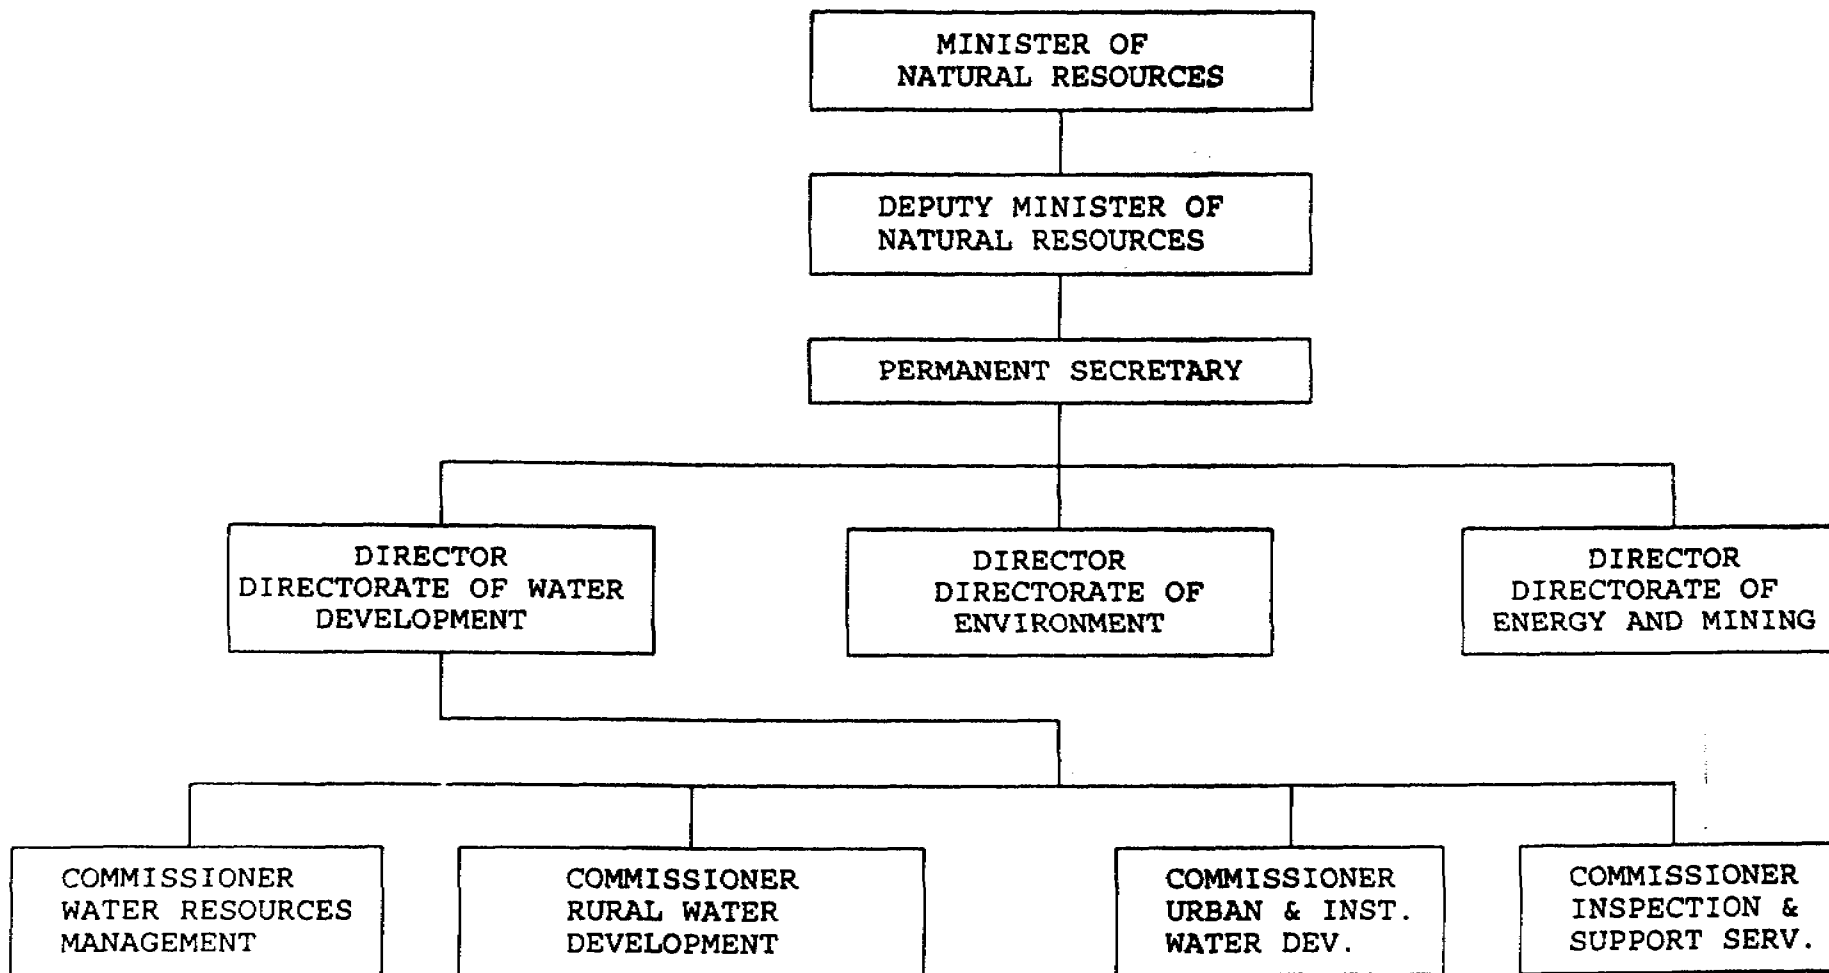 MINISTER OF
NATURAL RESOURCES
DEPUTY MINISTER OF
NATURAL RESOURCES
PERMANENT SECRETARY
DIRECTOR
DIRECTORATE OF WATER
DEVELOPMENT
DIRECTOR
DIRECTORATE OF
ENVIRONMENT
DIRECTOR
DIRECTORATE OF
ENERGY AND MINING
COMMISSIONER
WATER RESOURCES
MANAGEMENT
COMMISSIONER
RURAL WATER
DEVELOPMENT
COMMISSIONER
URBAN & INST.
WATER DEV.
COMMISSIONER
INSPECTION &
SUPPORT SERV.